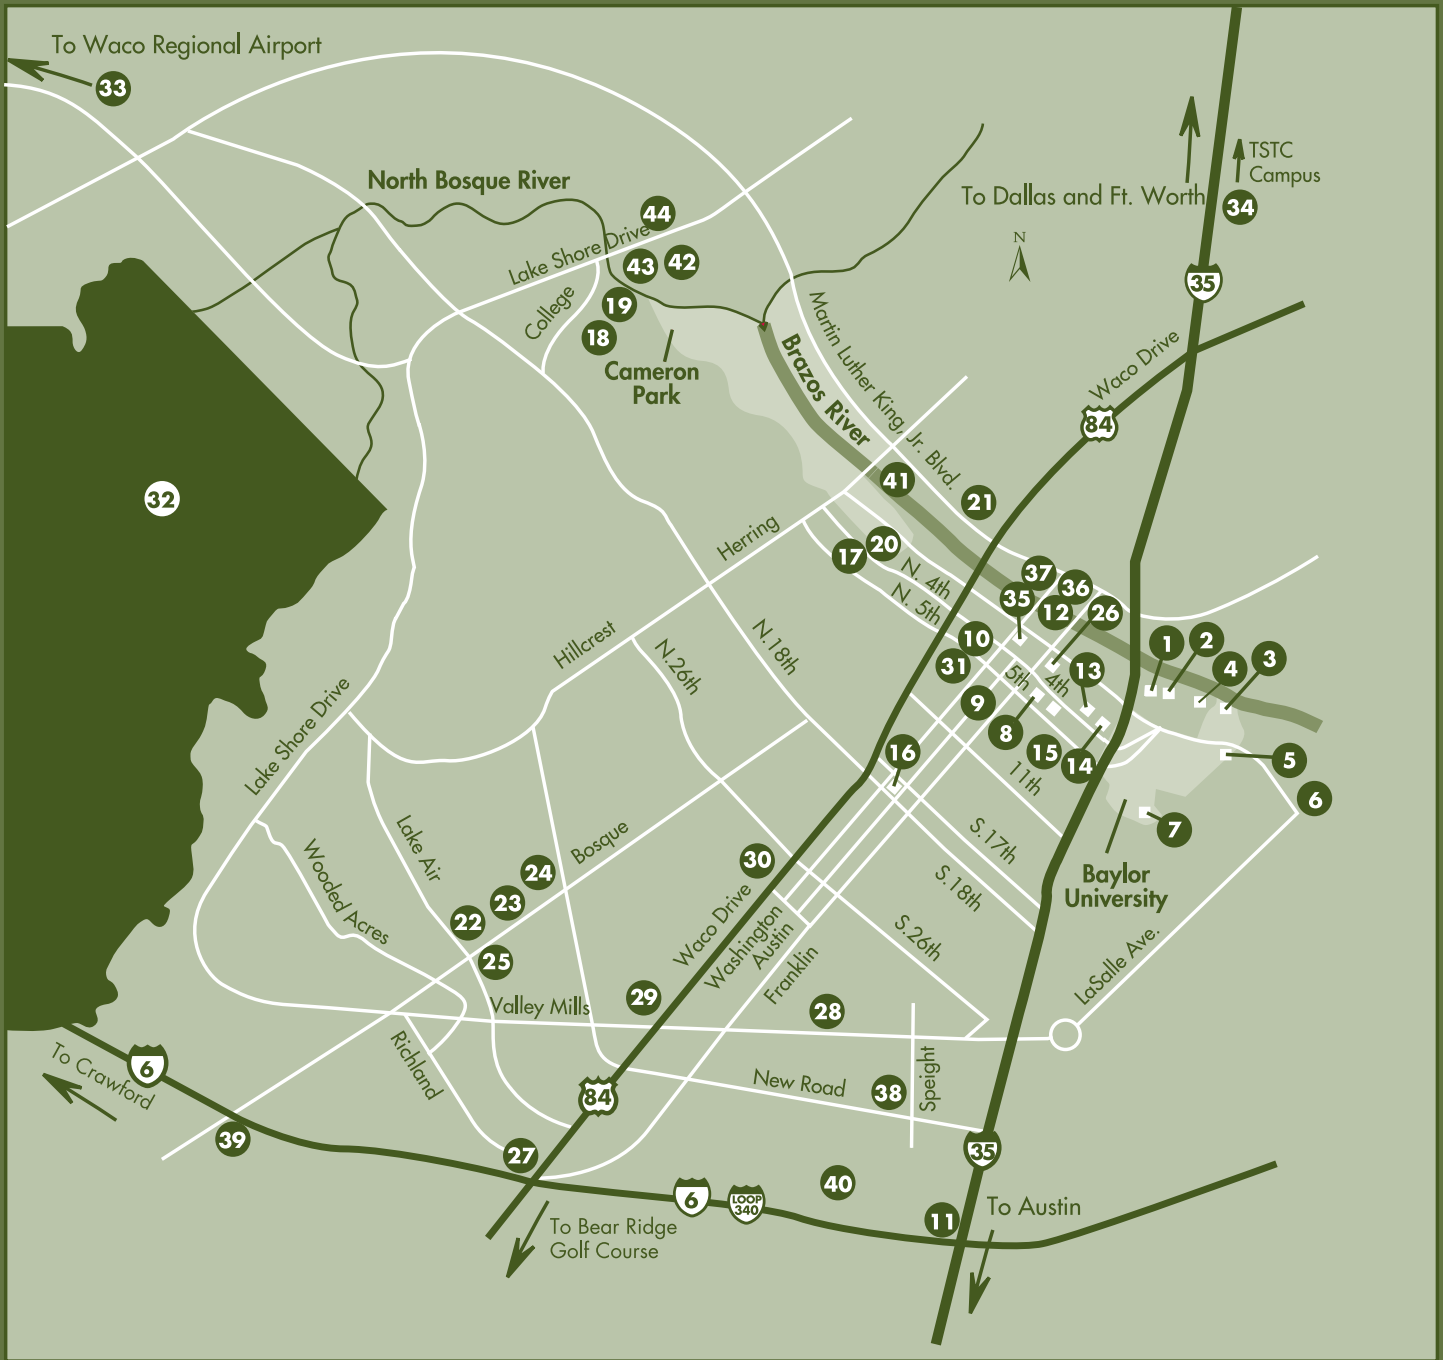 To Waco Regional Airport
33
North Bosque River
44
Lake Shore Drive
43
42
19
18
College
Cameron
Park
To Dallas and Ft. Worth
TSTC
Campus
34
N
35
Waco Drive
84
Martin Luther King, Jr. Blvd.
Brazos River
41
21
32
Herring
17
20
N. 4th
N. 5th
37
36
35
12
26
10
31
5th
4th
13
1
2
4
3
9
8
15
14
11th
16
5
6
7
Hillcrest
N. 18th
N. 26th
Lake Shore Drive
Baylor
University
S. 17th
S. 18th
S. 26th
LaSalle Ave.
Wooded Acres
Lake Air
Bosque
24
23
22
25
30
Waco Drive
Washington
Austin
Franklin
29
28
Valley Mills
Richland
New Road
38
Speight
To Crawford
6
39
84
27
35
6
LOOP
340
40
11
To Austin
To Bear Ridge
Golf Course